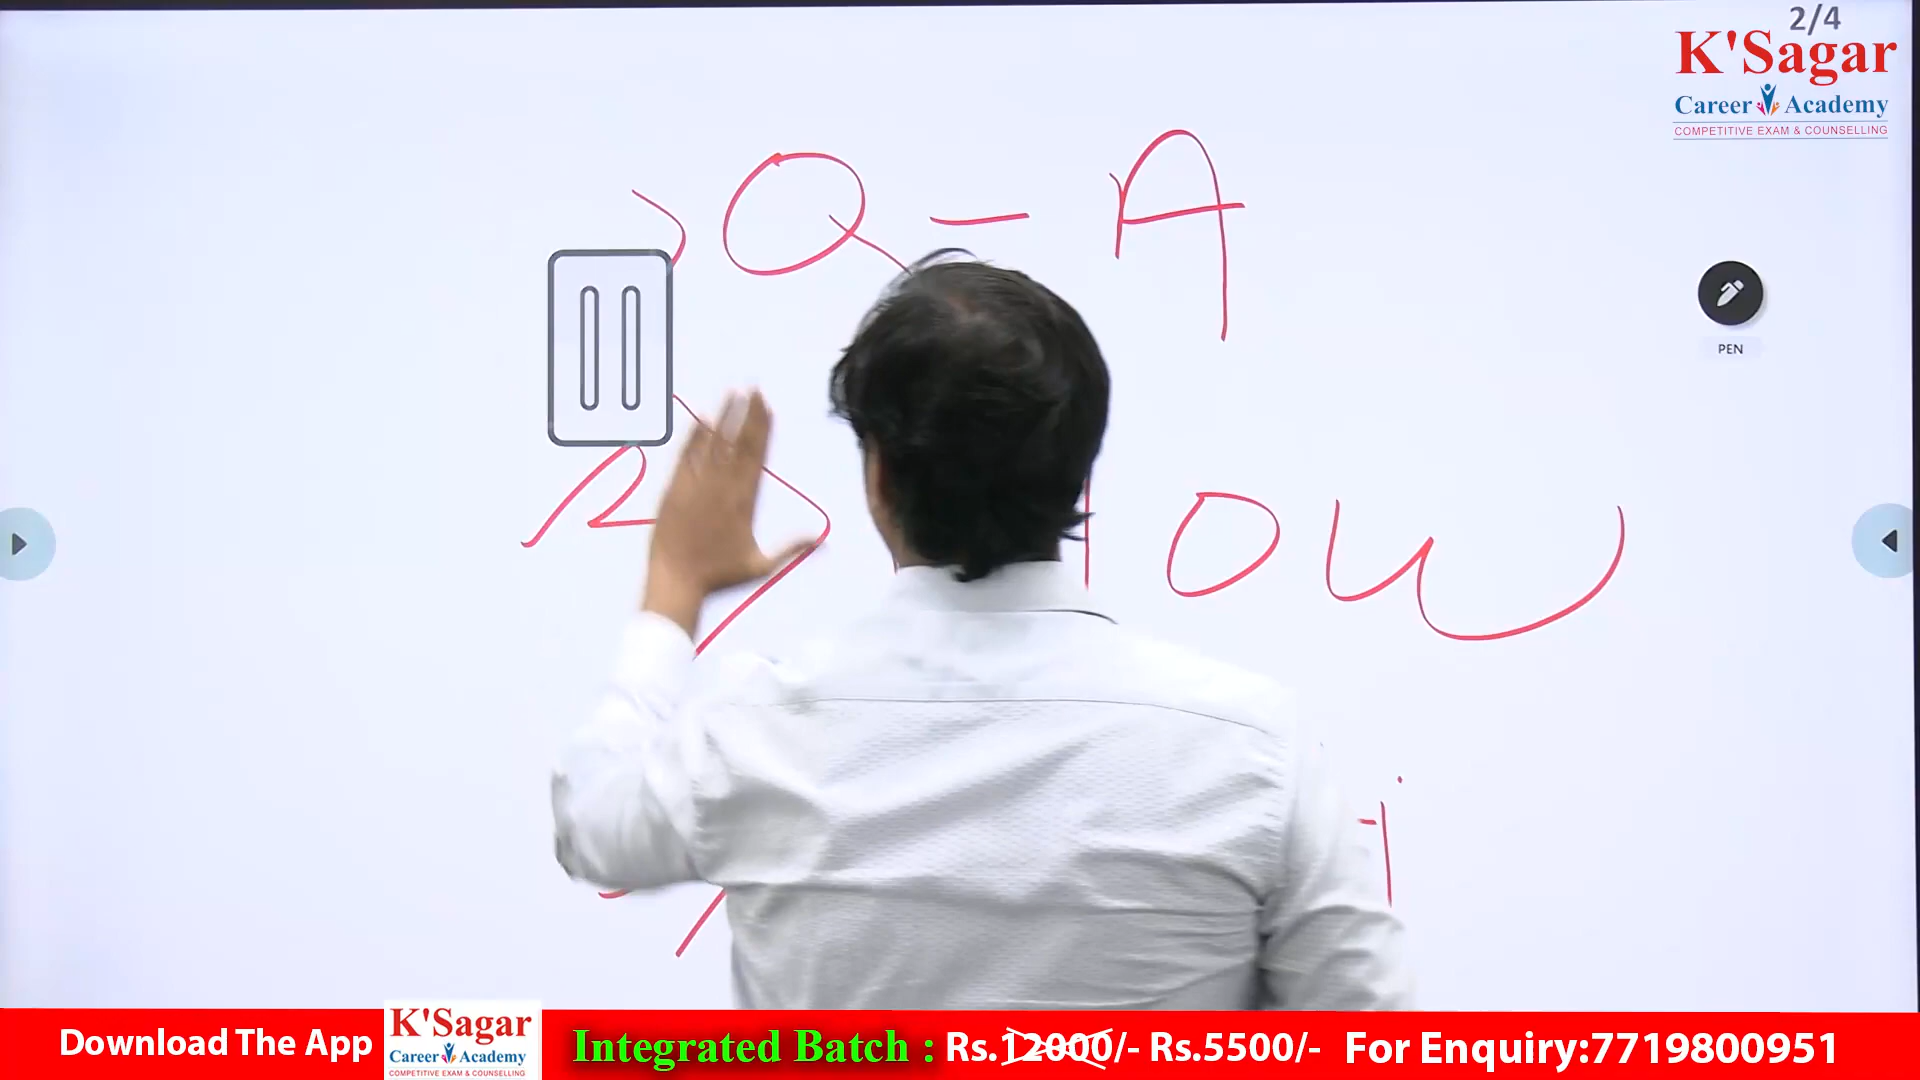 2/4
K'Sagar
Career Academy
COMPETITIVE EXAM & COUNSELLING
Q - A
PEN
Download The App
K'Sagar
Career Academy
COMPETITIVE EXAM & COUNSELLING
Integrated Batch : Rs.12000/- Rs.5500/- For Enquiry:7719800951